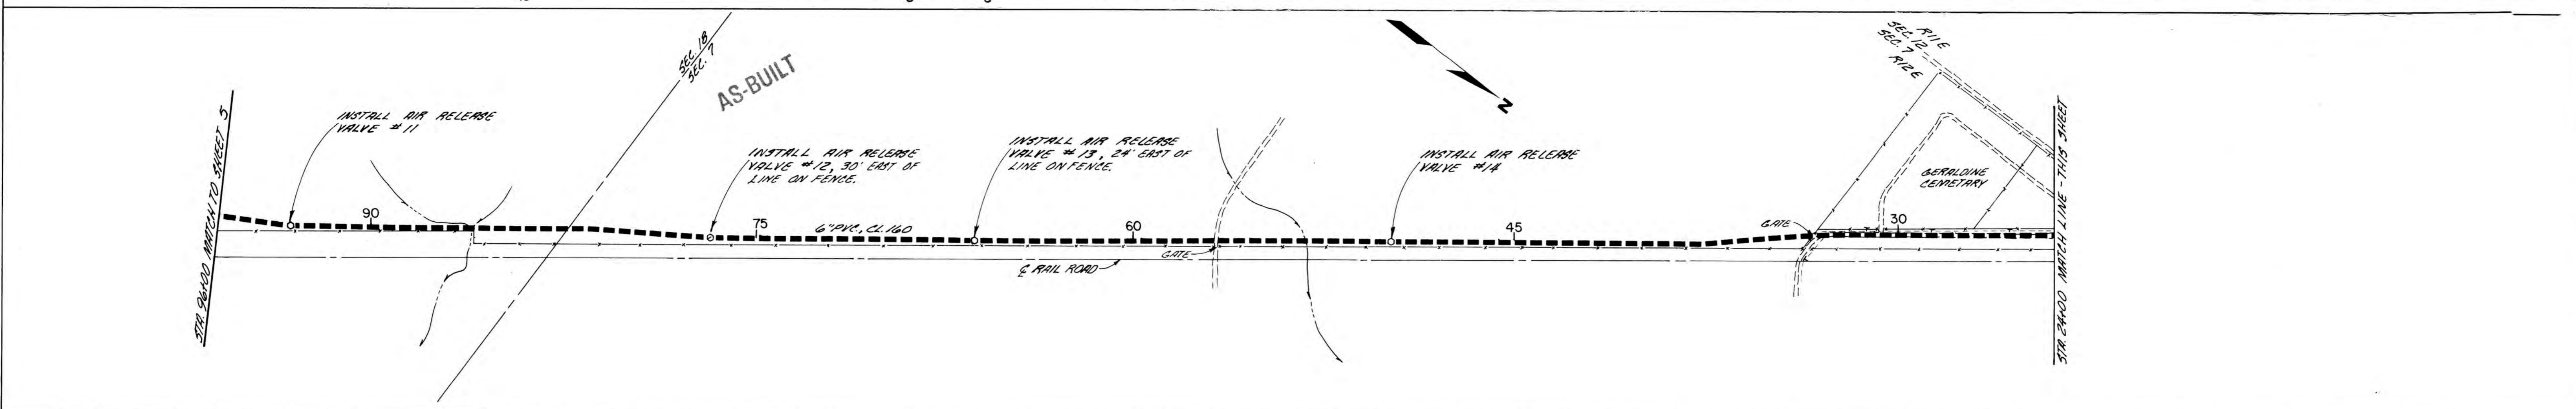 STA. 96+00 MATCH TO SHEET 5
INSTALL AIR RELEASE
VALVE #11
90
SEC. 18
SEC. 7
AS-BUILT
INSTALL AIR RELEASE
VALVE #12, 30' EAST OF
LINE ON FENCE.
75
6" PVC, CL. 160
INSTALL AIR RELEASE
VALVE #13, 24' EAST OF
LINE ON FENCE.
60
℄ RAIL ROAD
GATE
N
INSTALL AIR RELEASE
VALVE #14
45
GATE
R11E
SEC. 12
SEC. 7
R12E
GERALDINE
CEMETARY
30
STA. 24+00 MATCH LINE - THIS SHEET